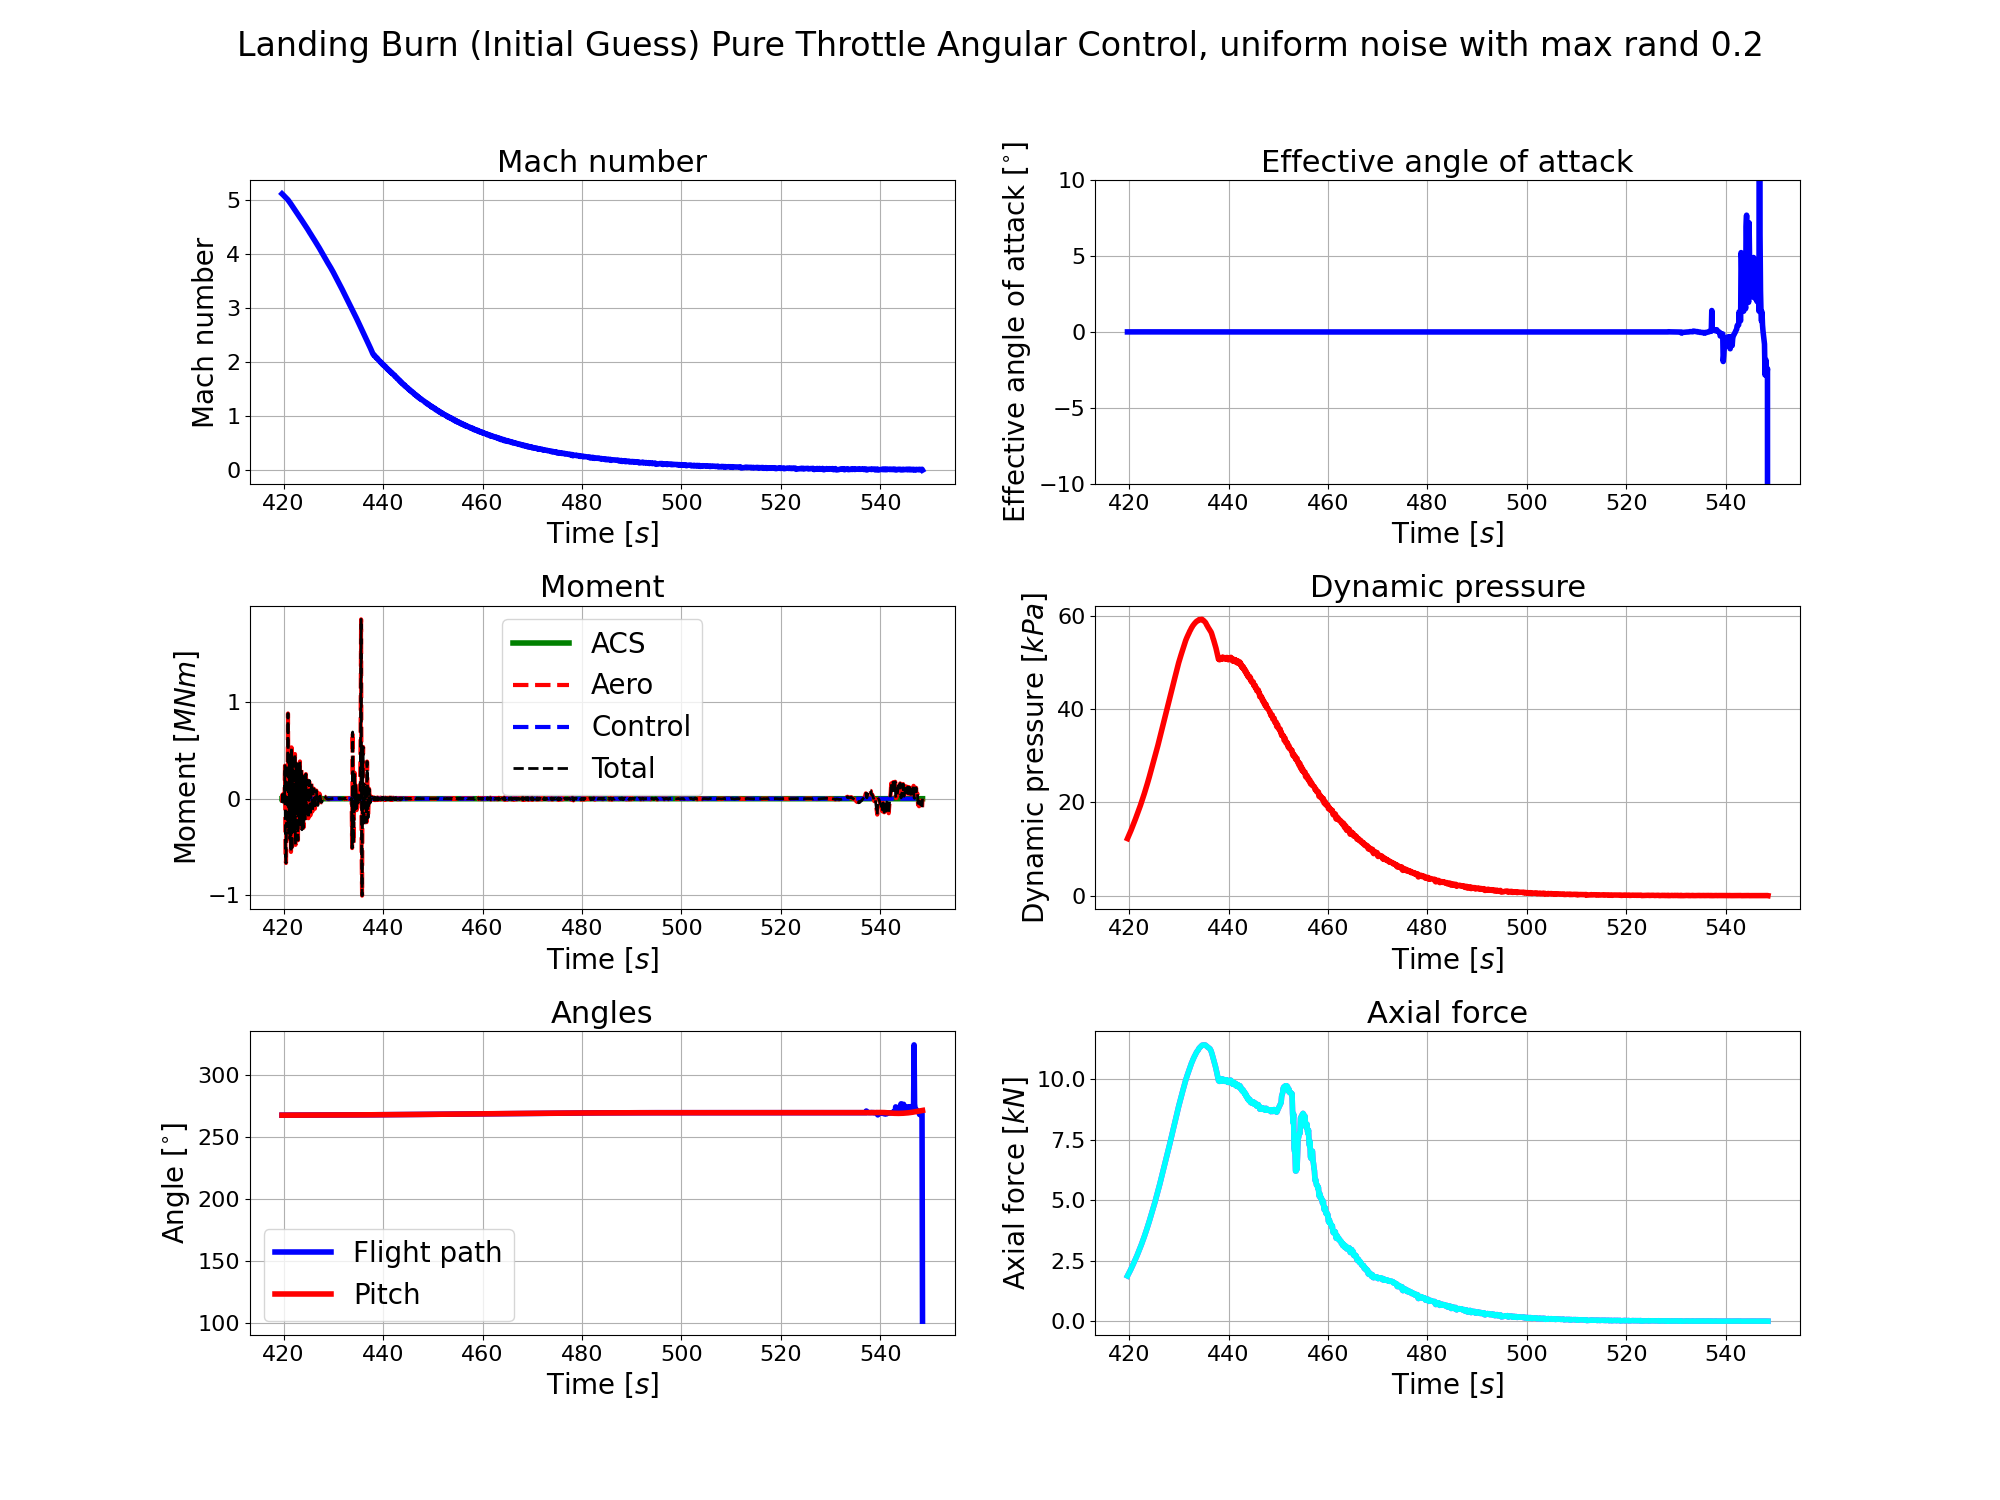 Landing Burn (Initial Guess) Pure Throttle Angular Control, uniform noise with max rand 0.2
Mach number
Mach number
5
4
3
2
1
0
420 440 460 480 500 520 540
Time [s]
Effective angle of attack
Effective angle of attack [°]
10
5
0
−5
−10
420 440 460 480 500 520 540
Time [s]
Moment
Moment [MNm]
1
0
−1
ACS
Aero
Control
Total
420 440 460 480 500 520 540
Time [s]
Dynamic pressure
Dynamic pressure [kPa]
60
40
20
0
420 440 460 480 500 520 540
Time [s]
Angles
Angle [°]
300
250
200
150
100
Flight path
Pitch
420 440 460 480 500 520 540
Time [s]
Axial force
Axial force [kN]
10.0
7.5
5.0
2.5
0.0
420 440 460 480 500 520 540
Time [s]